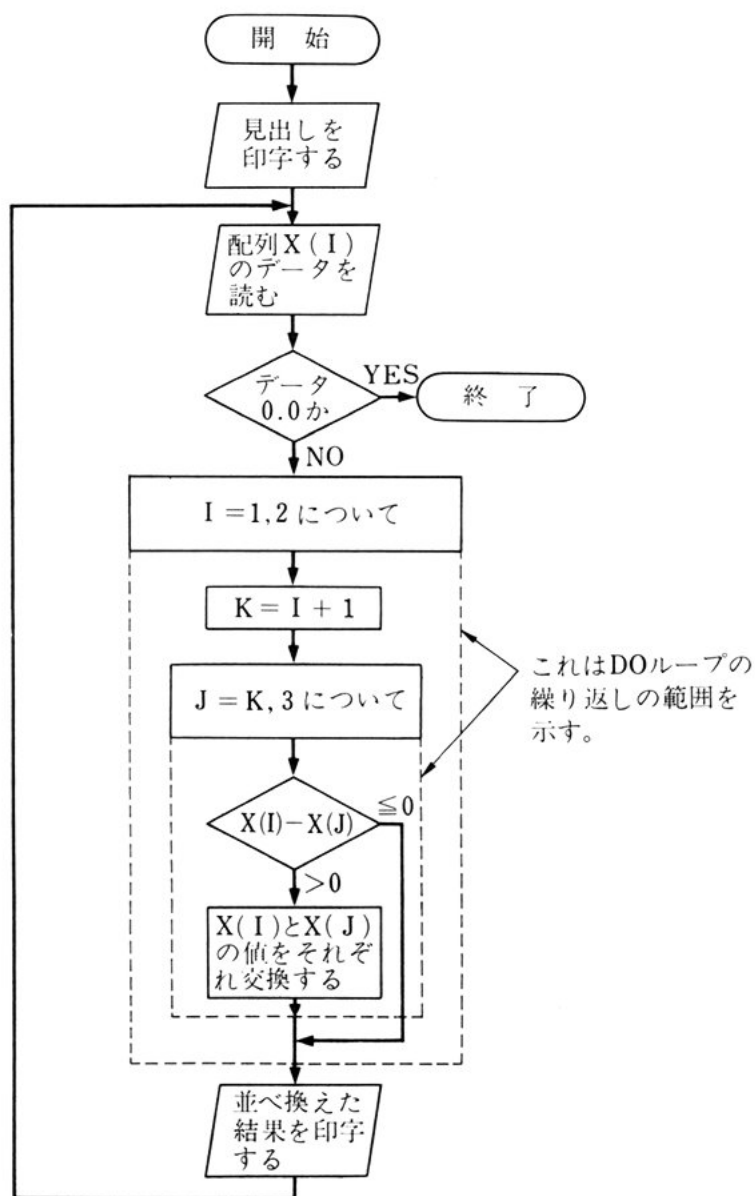 開 始
見出しを
印字する
配列X(I)
のデータを
読む
データ
0.0か
YES
終 了
NO
I=1,2について
K=I+1
これはDOループの
繰り返しの範囲を
示す。
J=K,3について
X(I)-X(J)
≦0
>0
X(I)とX(J)
の値をそれぞ
れ交換する
並べ換えた
結果を印字
する